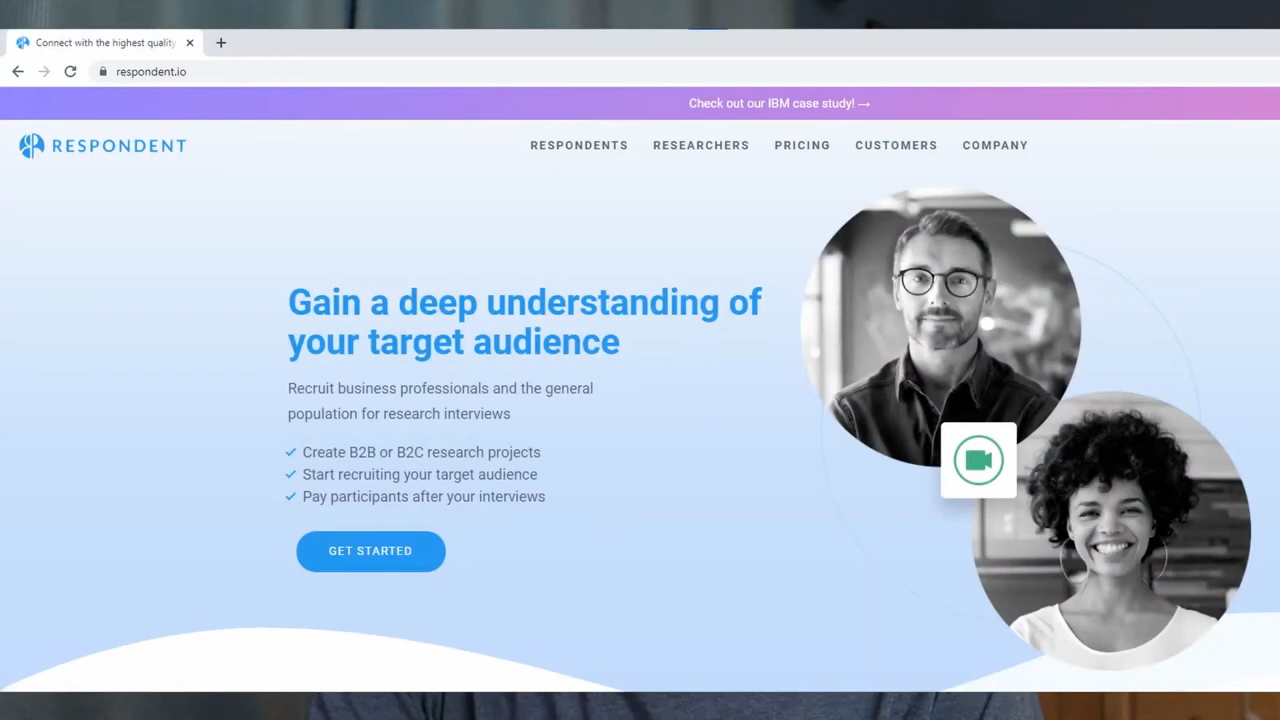 Connect with the highest quality
respondent.io
Check out our IBM case study! →
RESPONDENT
RESPONDENTS RESEARCHERS PRICING CUSTOMERS COMPANY
Gain a deep understanding of
your target audience
Recruit business professionals and the general
population for research interviews
Create B2B or B2C research projects
Start recruiting your target audience
Pay participants after your interviews
GET STARTED